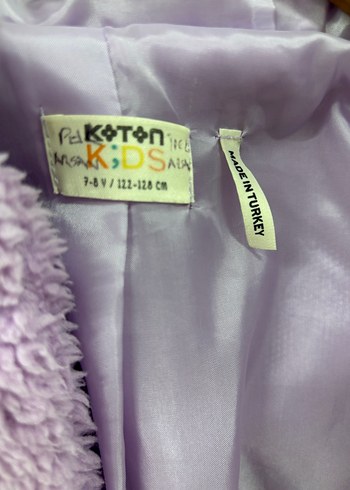 KOTON
KiDS
7-8 Y / 122-128 CM
MADE IN TURKEY